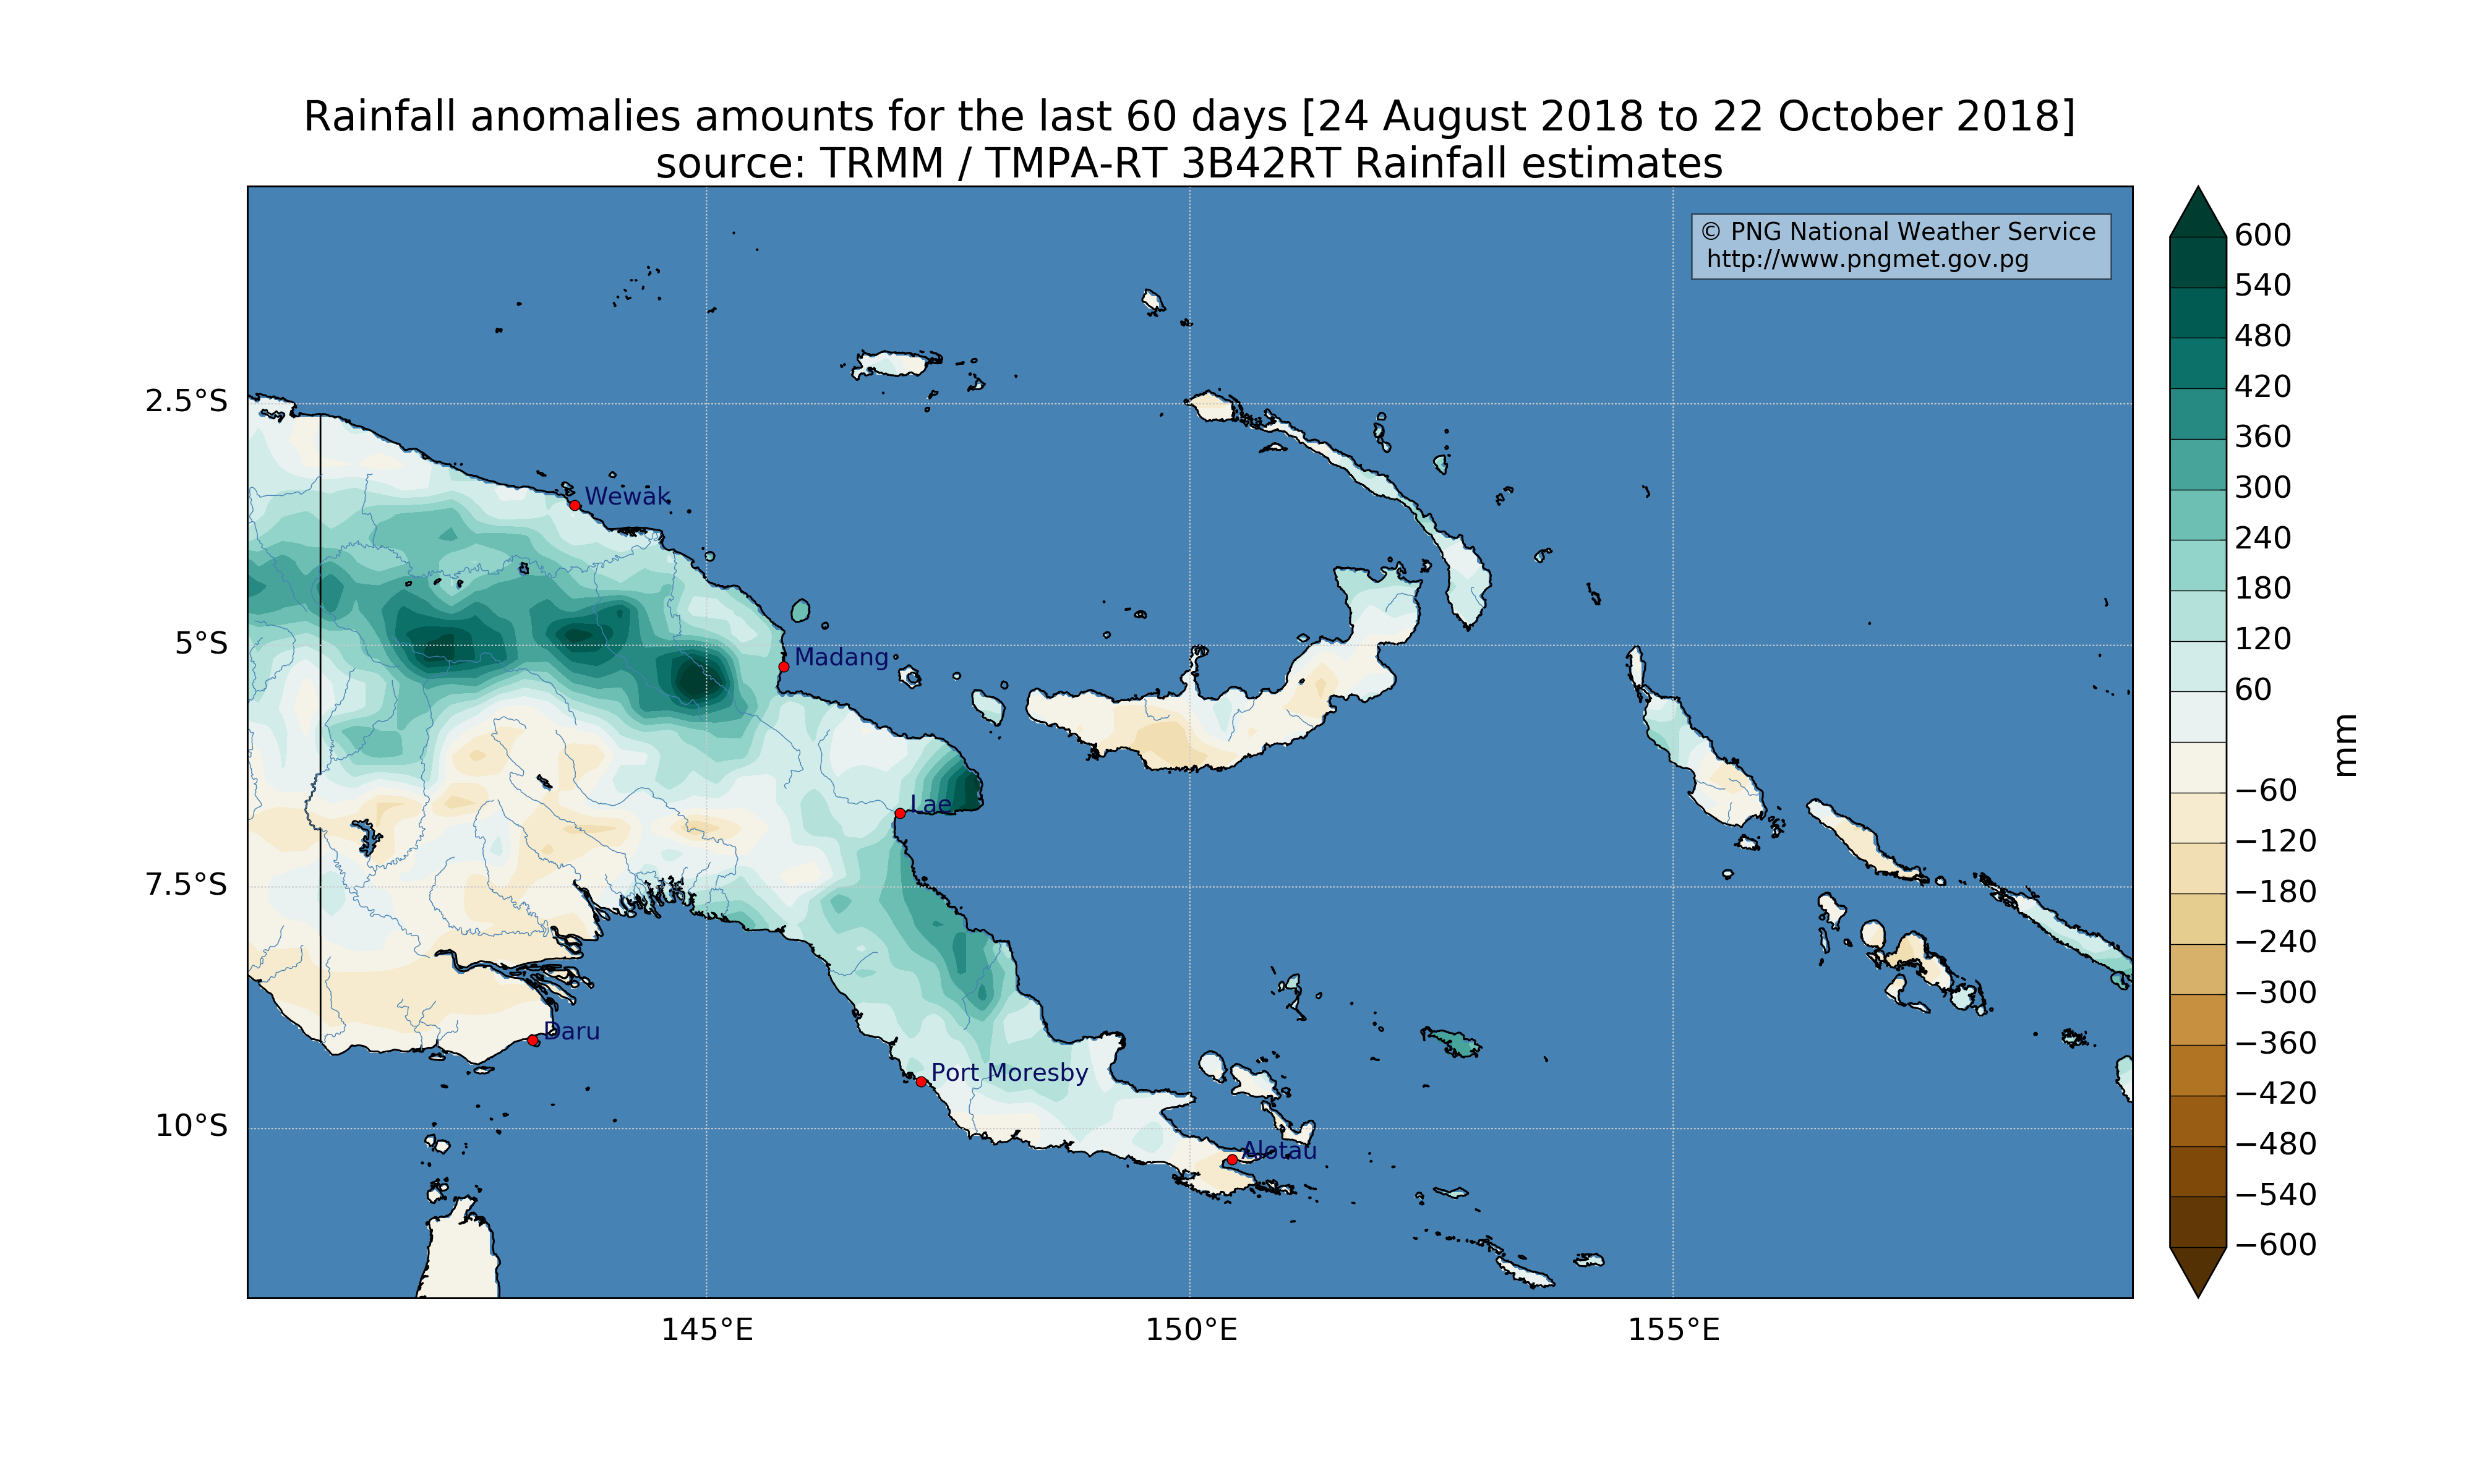 Rainfall anomalies amounts for the last 60 days [24 August 2018 to 22 October 2018]
source: TRMM / TMPA-RT 3B42RT Rainfall estimates
© PNG National Weather Service
http://www.pngmet.gov.pg
2.5°S
5°S
7.5°S
10°S
145°E
150°E
155°E
Wewak
Madang
Lae
Daru
Port Moresby
Alotau
600
540
480
420
360
300
240
180
120
60
−60
−120
−180
−240
−300
−360
−420
−480
−540
−600
mm